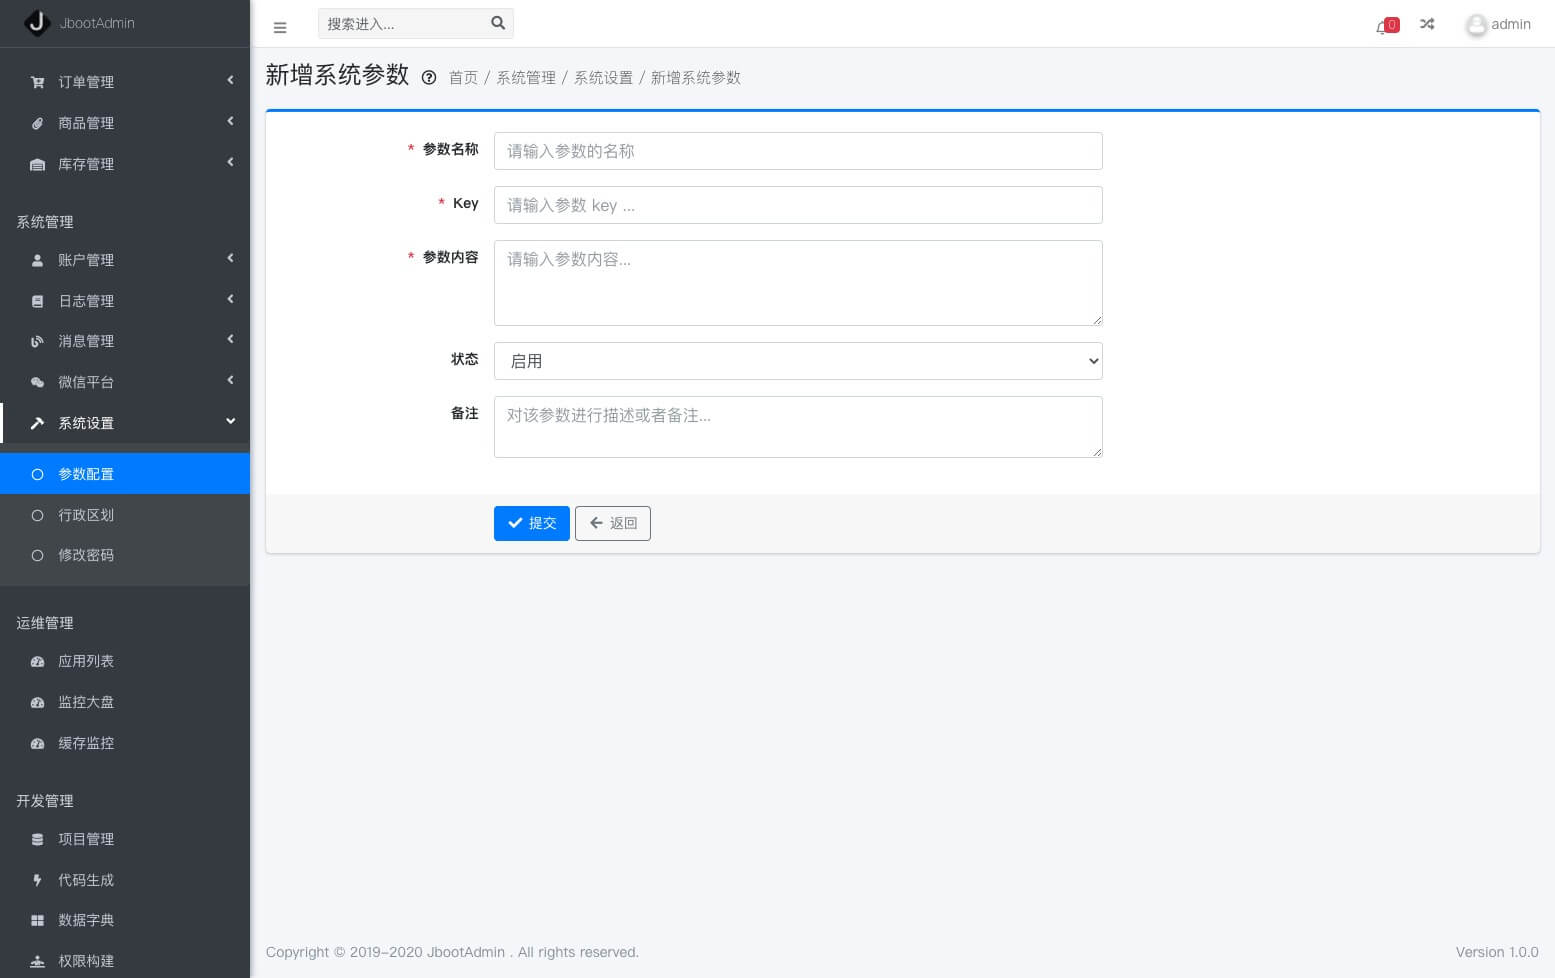 JbootAdmin
搜索进入...
0
admin
订单管理
商品管理
库存管理
系统管理
账户管理
日志管理
消息管理
微信平台
系统设置
参数配置
行政区划
修改密码
运维管理
应用列表
监控大盘
缓存监控
开发管理
项目管理
代码生成
数据字典
权限构建
新增系统参数 首页 / 系统管理 / 系统设置 / 新增系统参数
* 参数名称 请输入参数的名称
* Key 请输入参数 key ...
* 参数内容 请输入参数内容...
状态 启用
备注 对该参数进行描述或者备注...
提交 返回
Copyright © 2019-2020 JbootAdmin . All rights reserved.
Version 1.0.0